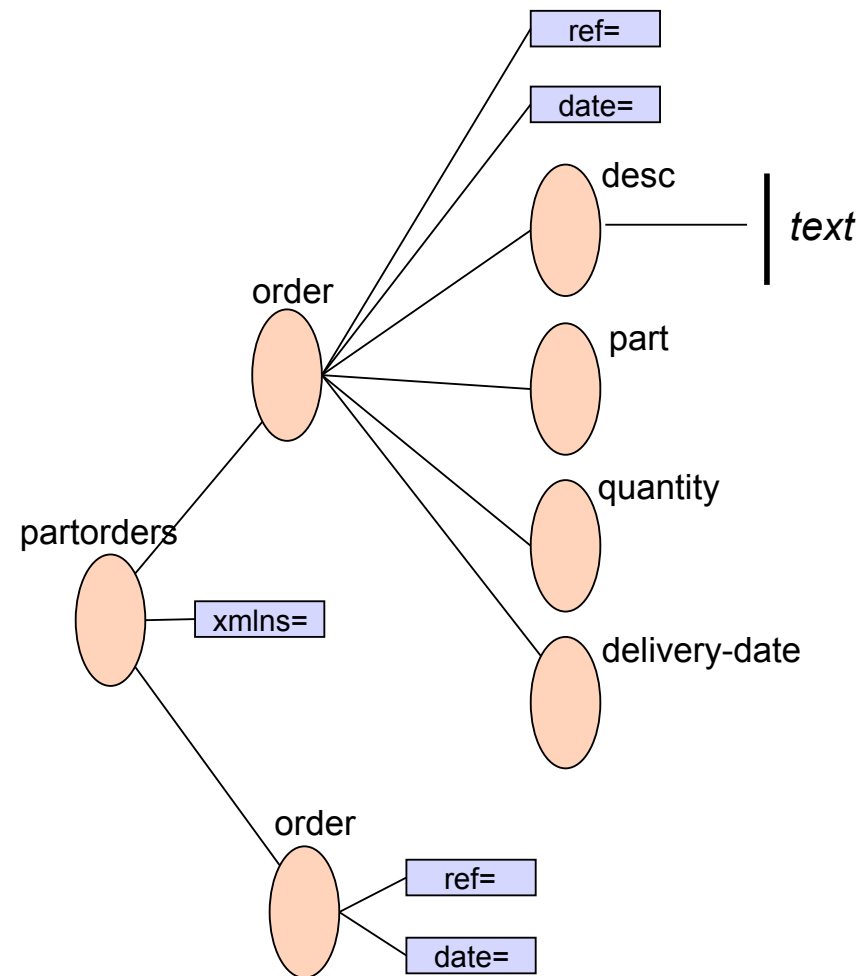 ref=
date=
desc
text
order
part
quantity
partorders
xmlns=
delivery-date
order
ref=
date=